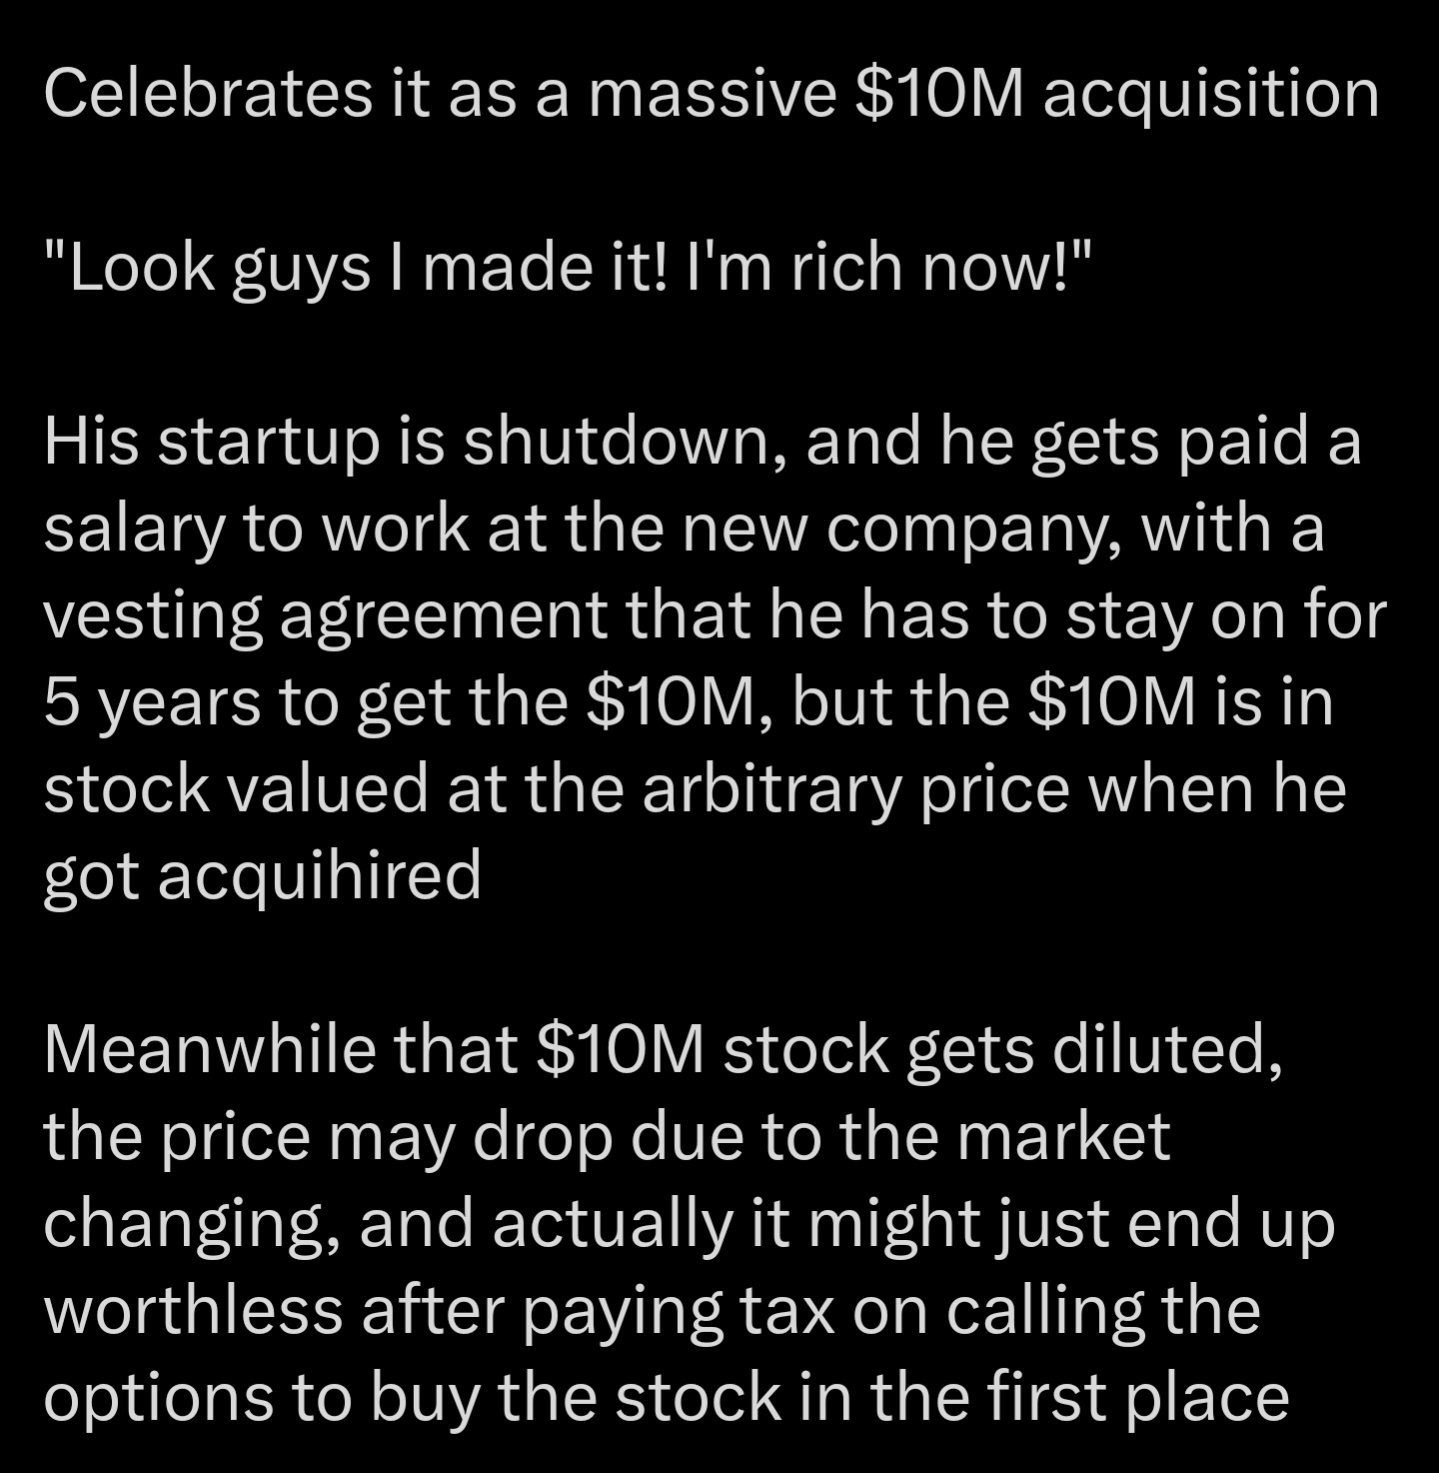 Celebrates it as a massive $10M acquisition
"Look guys I made it! I'm rich now!"
His startup is shutdown, and he gets paid a
salary to work at the new company, with a
vesting agreement that he has to stay on for
5 years to get the $10M, but the $10M is in
stock valued at the arbitrary price when he
got acquihired
Meanwhile that $10M stock gets diluted,
the price may drop due to the market
changing, and actually it might just end up
worthless after paying tax on calling the
options to buy the stock in the first place